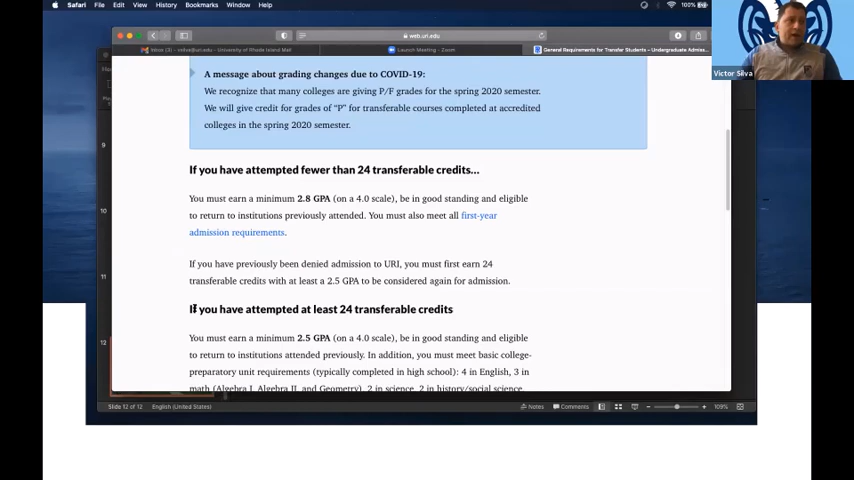 Safari File Edit View History Bookmarks Window Help 100%
Victor Silva
web.uri.edu
Launch Meeting - Zoom
General Requirements for Transfer Students – Undergraduate Admiss...
A message about grading changes due to COVID-19:
We recognize that many colleges are giving P/F grades for the spring 2020 semester.
We will give credit for grades of “P” for transferable courses completed at accredited
colleges in the spring 2020 semester.
9
If you have attempted fewer than 24 transferable credits...
You must earn a minimum 2.8 GPA (on a 4.0 scale), be in good standing and eligible
10
to return to institutions previously attended. You must also meet all first-year
admission requirements.
If you have previously been denied admission to URI, you must first earn 24
11
transferable credits with at least a 2.5 GPA to be considered again for admission.
If you have attempted at least 24 transferable credits
You must earn a minimum 2.5 GPA (on a 4.0 scale), be in good standing and eligible
12
to return to institutions attended previously. In addition, you must meet basic college-
preparatory unit requirements (typically completed in high school): 4 in English, 3 in
math (Algebra I, Algebra II, and Geometry), 2 in science, 2 in history/social science,
Slide 12 of 12 English (United States) Notes Comments 109%